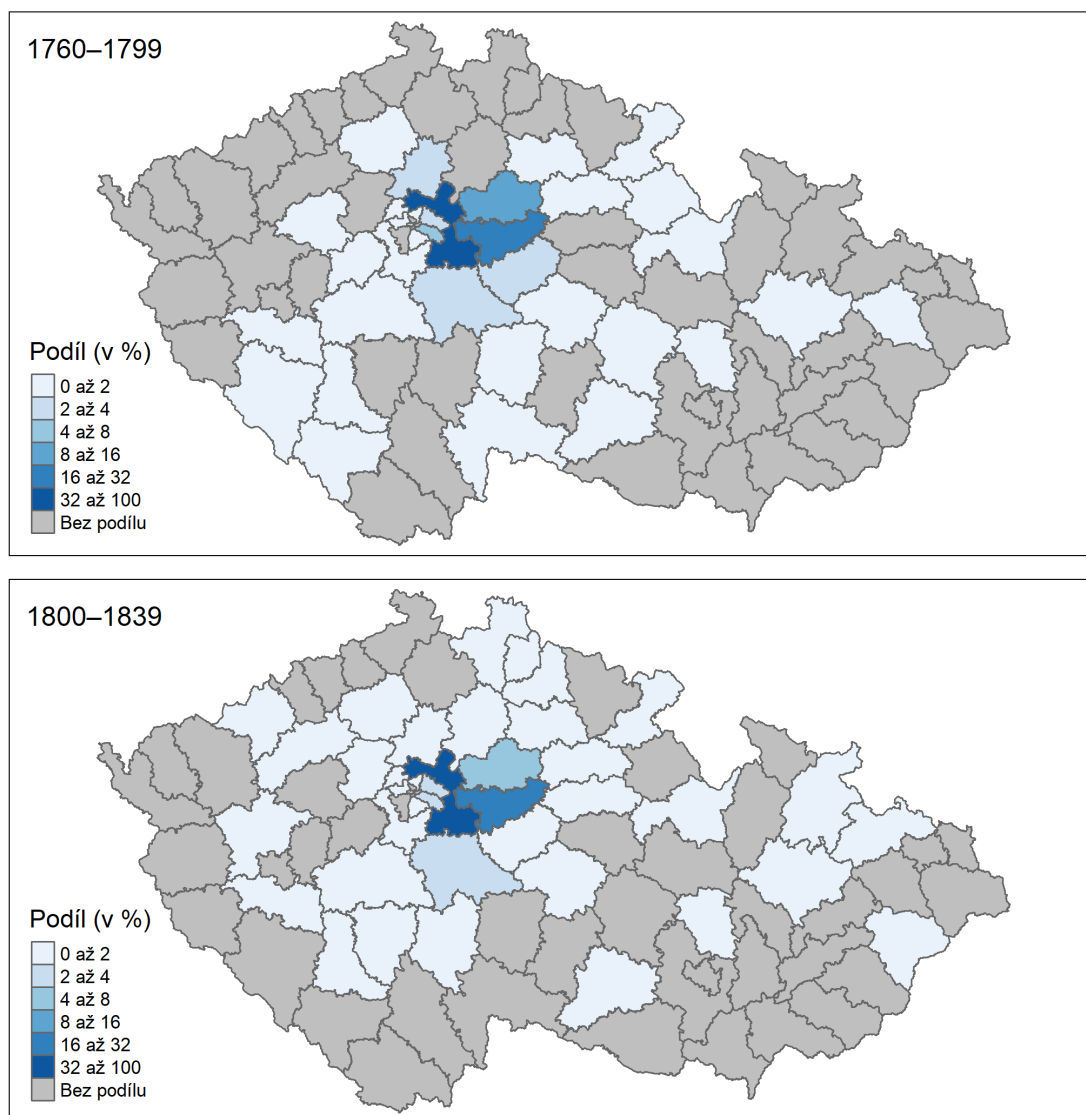 1760–1799
Podíl (v %)
0 až 2
2 až 4
4 až 8
8 až 16
16 až 32
32 až 100
Bez podílu
1800–1839
Podíl (v %)
0 až 2
2 až 4
4 až 8
8 až 16
16 až 32
32 až 100
Bez podílu